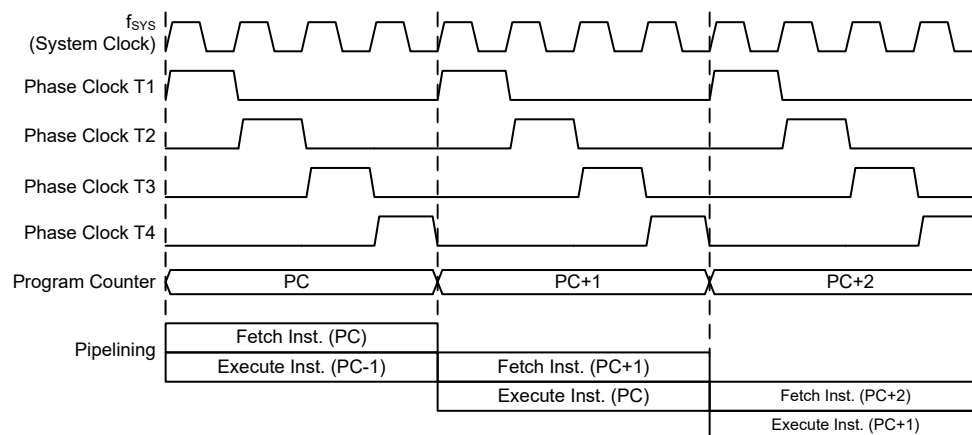 fSYS
(System Clock)
Phase Clock T1
Phase Clock T2
Phase Clock T3
Phase Clock T4
Program Counter PC PC+1 PC+2
Pipelining
Fetch Inst. (PC)
Execute Inst. (PC-1) Fetch Inst. (PC+1)
Execute Inst. (PC) Fetch Inst. (PC+2)
Execute Inst. (PC+1)